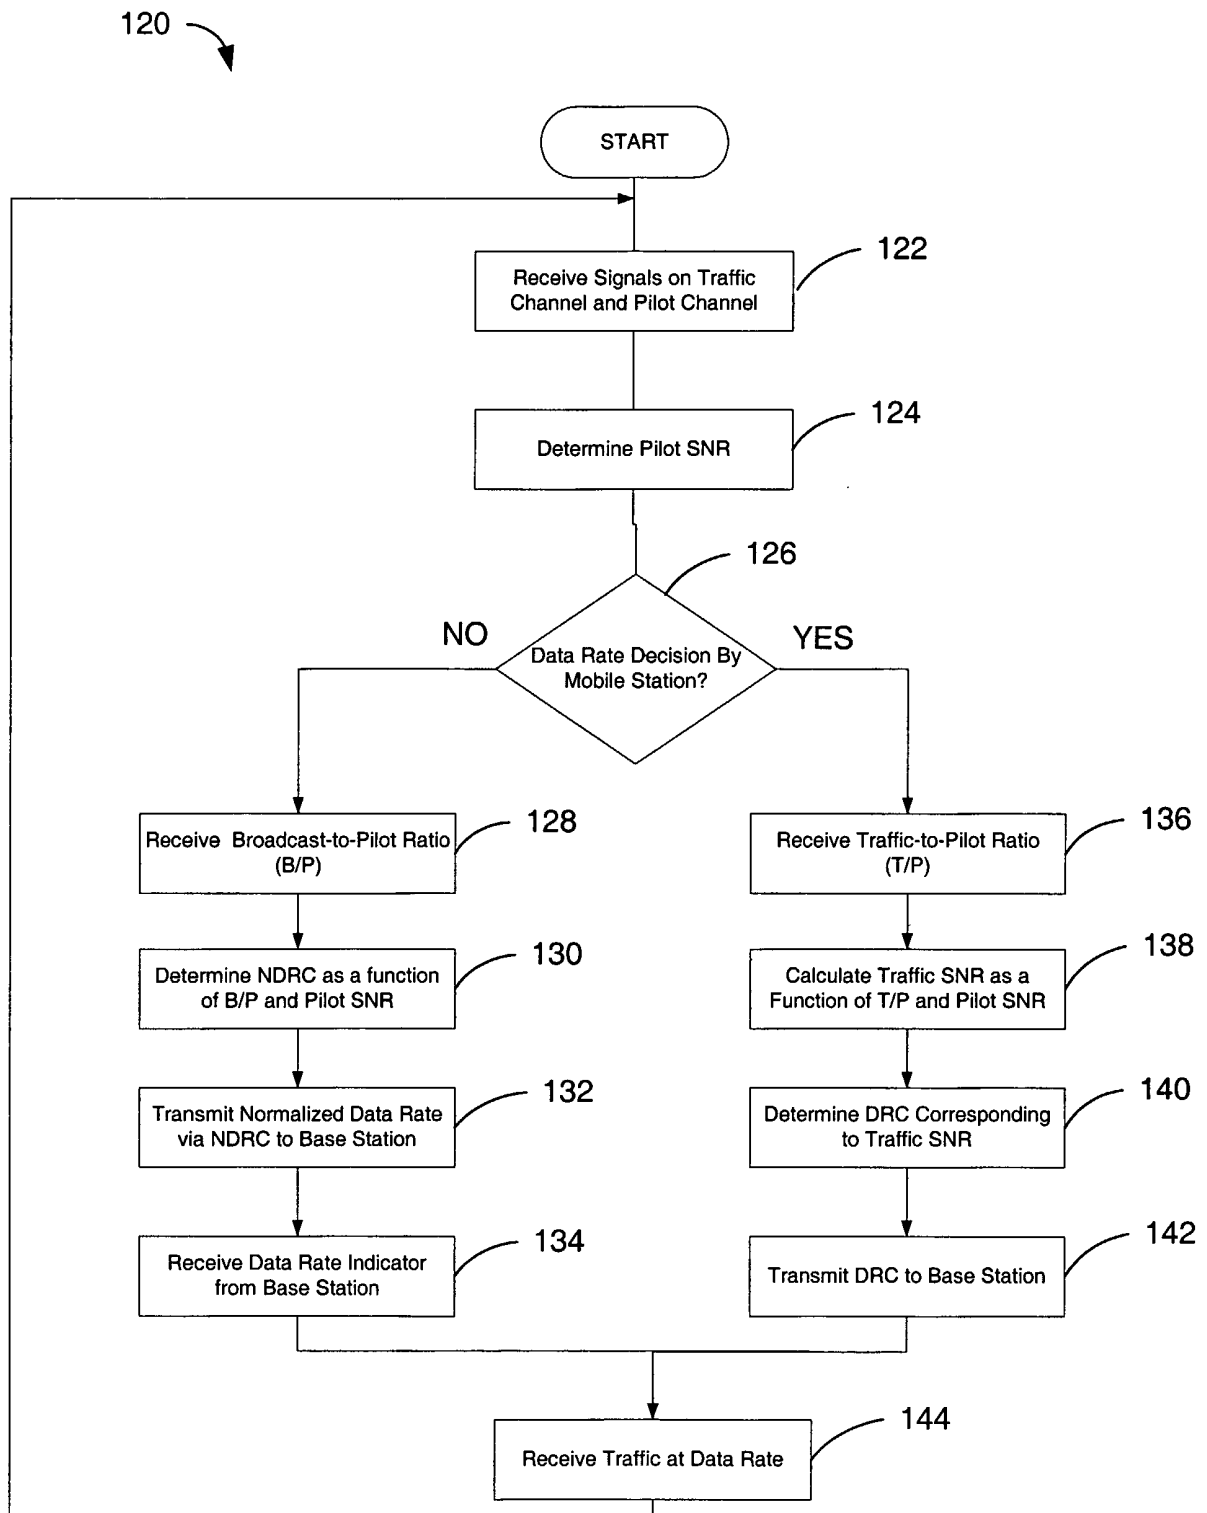 120
START
122
Receive Signals on Traffic
Channel and Pilot Channel
124
Determine Pilot SNR
126
NO
YES
Data Rate Decision By
Mobile Station?
128
Receive Broadcast-to-Pilot Ratio
(B/P)
136
Receive Traffic-to-Pilot Ratio
(T/P)
130
Determine NDRC as a function
of B/P and Pilot SNR
138
Calculate Traffic SNR as a
Function of T/P and Pilot SNR
132
Transmit Normalized Data Rate
via NDRC to Base Station
140
Determine DRC Corresponding
to Traffic SNR
134
Receive Data Rate Indicator
from Base Station
142
Transmit DRC to Base Station
144
Receive Traffic at Data Rate